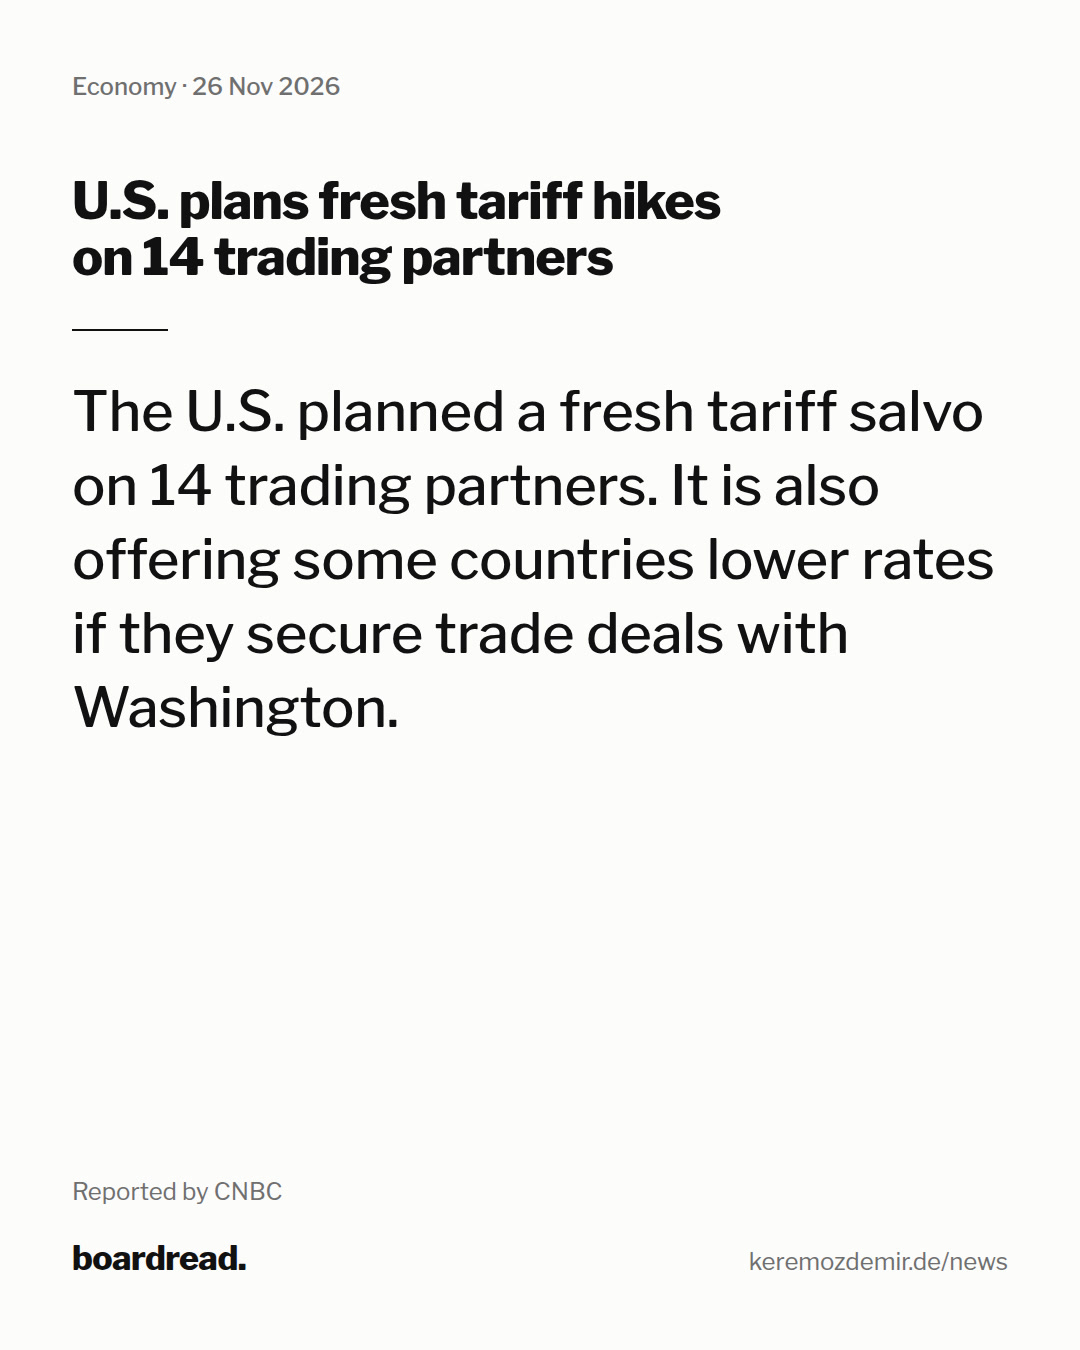 Economy · 26 Nov 2026
U.S. plans fresh tariff hikes
on 14 trading partners
The U.S. planned a fresh tariff salvo
on 14 trading partners. It is also
offering some countries lower rates
if they secure trade deals with
Washington.
Reported by CNBC
boardread.
keremozdemir.de/news